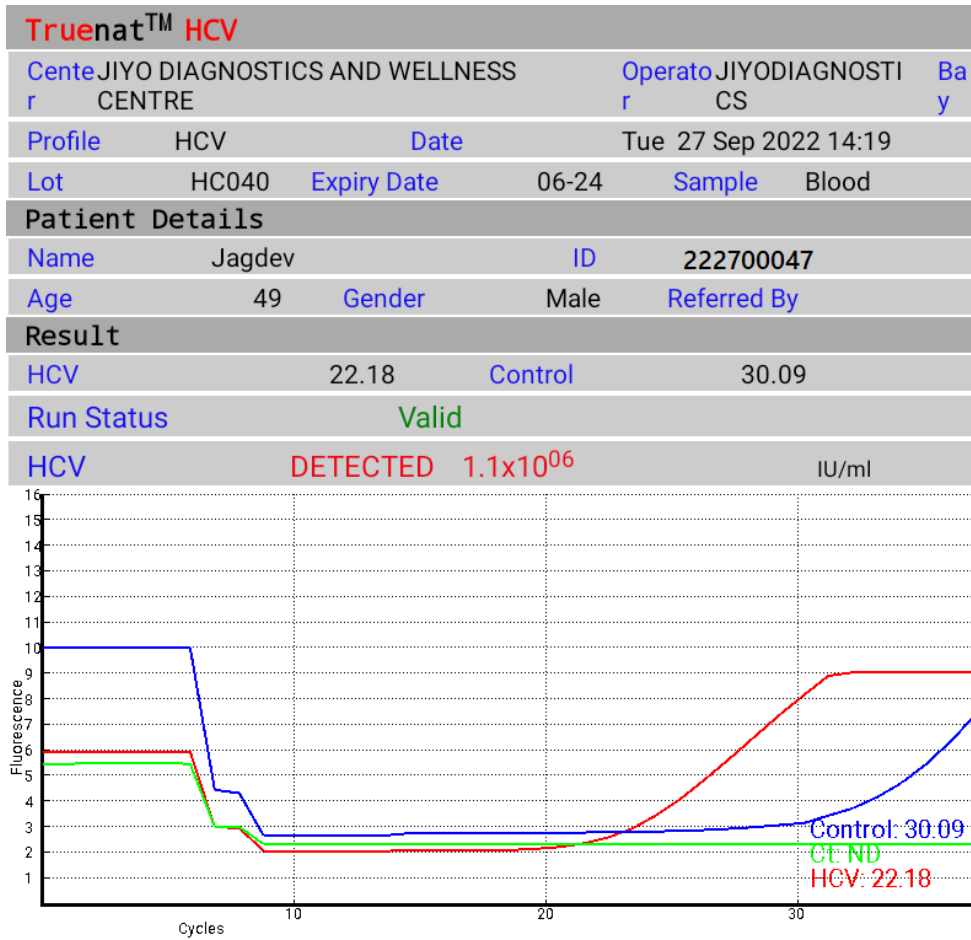 Truenat™ HCV
Center JIYO DIAGNOSTICS AND WELLNESS CENTRE Operator JIYODIAGNOSTICS Bay
Profile HCV Date Tue 27 Sep 2022 14:19
Lot HC040 Expiry Date 06-24 Sample Blood
Patient Details
Name Jagdev ID 222700047
Age 49 Gender Male Referred By
Result
HCV 22.18 Control 30.09
Run Status Valid
HCV DETECTED 1.1x10⁰⁶ IU/ml
16
15
14
13
12
11
10
9
8
7
6
5
4
3
2
1
Fluorescence
Control: 30.09
Ct: ND
HCV: 22.18
10 20 30
Cycles